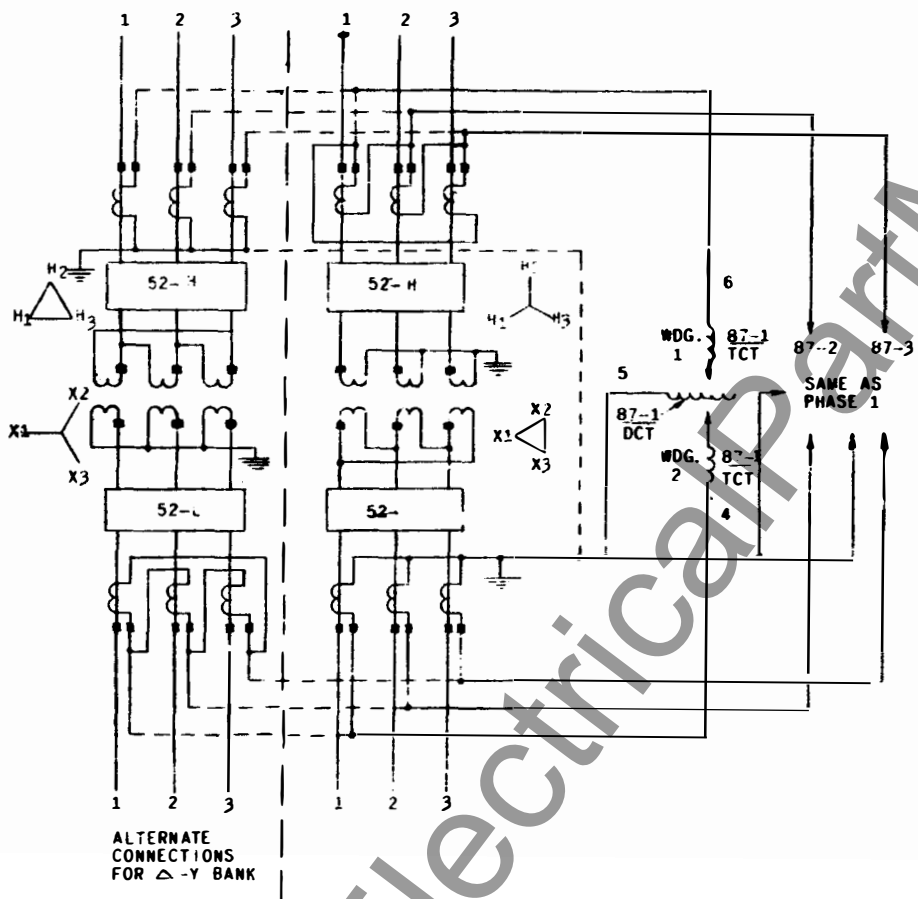 1 2 3 1 2 3
H2
H1 H3
52-H
52-H
H1 H3
6
WDG. 1
87-1 TCT
87-2 87-3
SAME AS
PHASE 1
5
87-1
DCT
WDG. 2
TCT
4
X2
X1
X3
X2
X1
X3
52-
52-
1 2 3 1 2 3
ALTERNATE
CONNECTIONS
FOR △-Y BANK